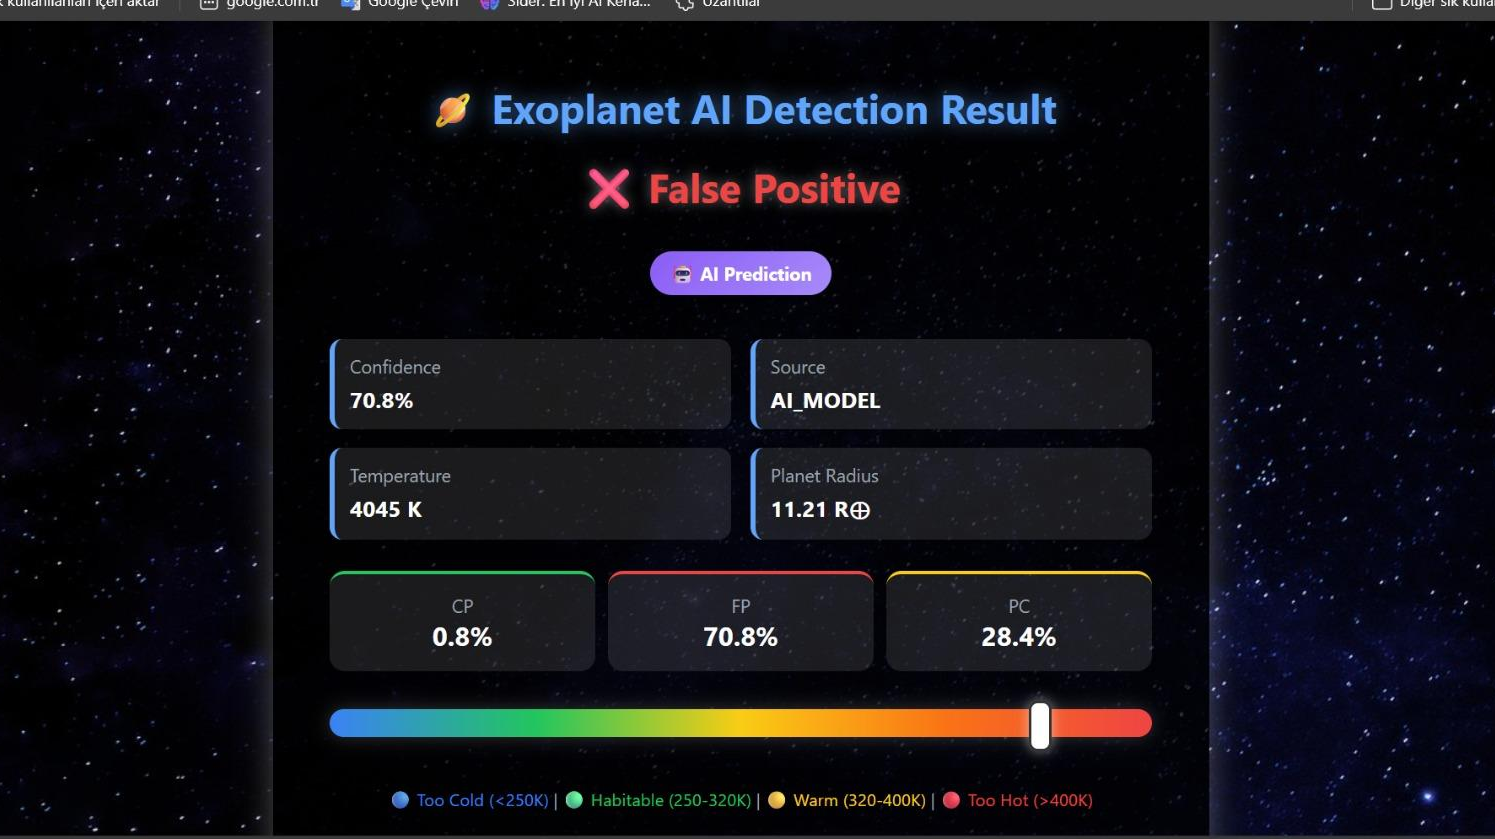 kullanılanları içeri aktar google.com.tr Google Çeviri Sider: En İyi AI Kena... Uzantılar Diğer sık kulla
Exoplanet AI Detection Result
False Positive
AI Prediction
Confidence
70.8%
Source
AI_MODEL
Temperature
4045 K
Planet Radius
11.21 R⊕
CP
0.8%
FP
70.8%
PC
28.4%
Too Cold (<250K) | Habitable (250-320K) | Warm (320-400K) | Too Hot (>400K)